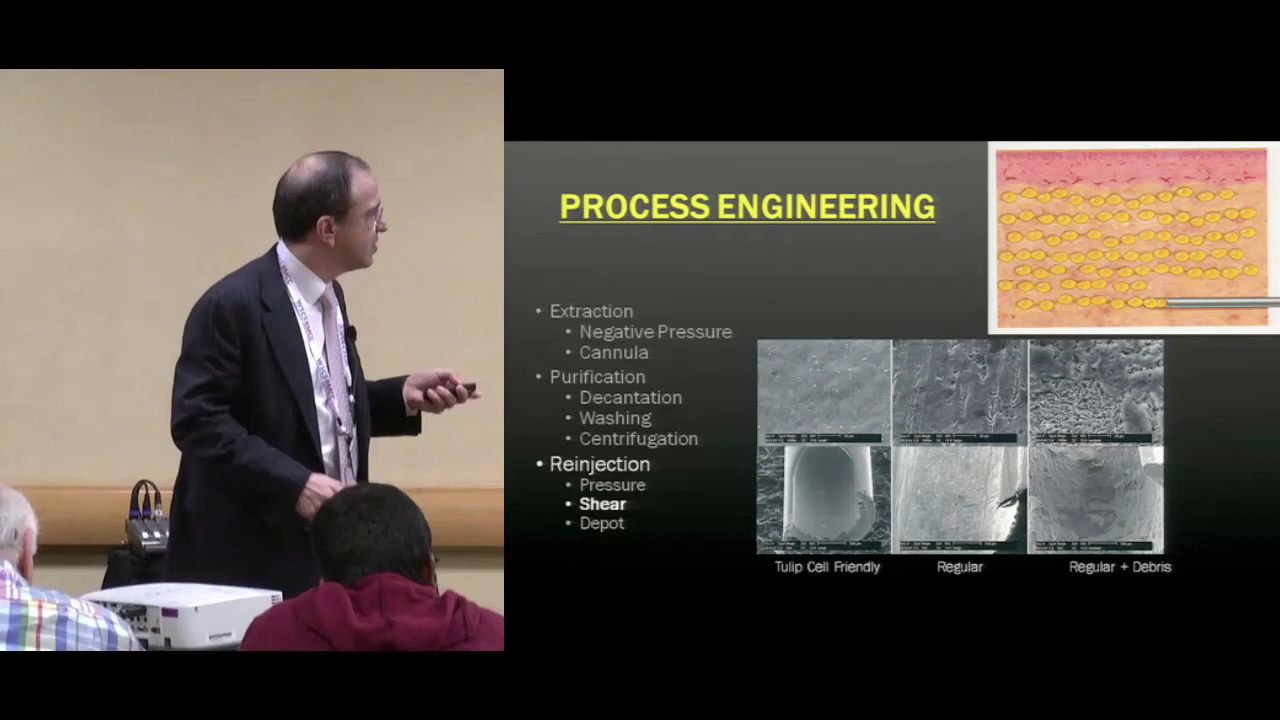 PROCESS ENGINEERING
• Extraction
• Negative Pressure
• Cannula
• Purification
• Decantation
• Washing
• Centrifugation
• Reinjection
• Pressure
• Shear
• Depot
Tulip Cell Friendly
Regular
Regular + Debris